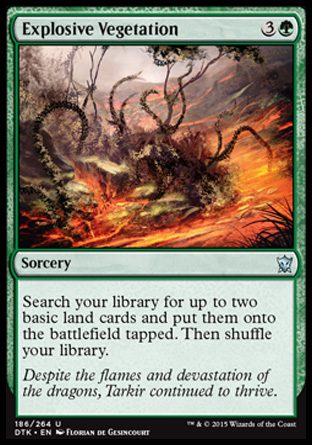 Explosive Vegetation 3
Sorcery
Search your library for up to two
basic land cards and put them onto
the battlefield tapped. Then shuffle
your library.
Despite the flames and devastation of
the dragons, Tarkir continued to thrive.
186/264 U
DTK • EN Florian de Gesincourt
™ & © 2015 Wizards of the Coast